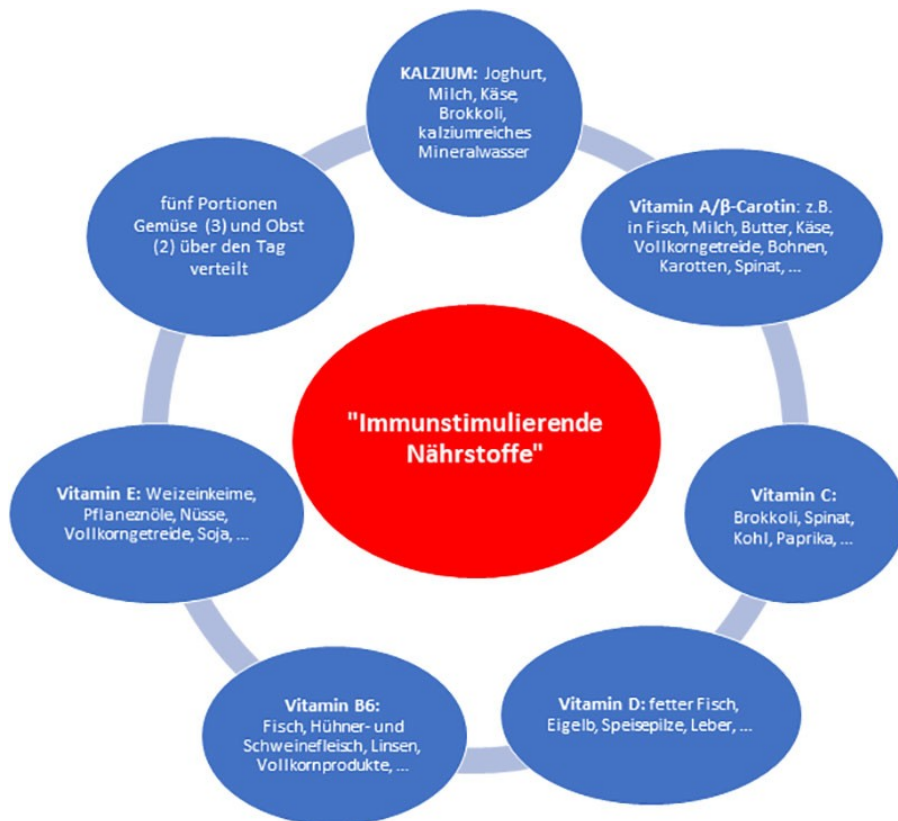 KALZIUM: Joghurt,
Milch, Käse,
Brokkoli,
kalziumreiches
Mineralwasser
Vitamin A/β-Carotin: z.B.
in Fisch, Milch, Butter, Käse,
Vollkorngetreide, Bohnen,
Karotten, Spinat, ...
Vitamin C:
Brokkoli, Spinat,
Kohl, Paprika, ...
Vitamin D: fetter Fisch,
Eigelb, Speisepilze, Leber, ...
Vitamin B6:
Fisch, Hühner- und
Schweinefleisch, Linsen,
Vollkornprodukte, ...
Vitamin E: Weizeinkeime,
Pflaneznöle, Nüsse,
Vollkorngetreide, Soja, ...
fünf Portionen
Gemüse (3) und Obst
(2) über den Tag
verteilt
"Immunstimulierende
Nährstoffe"